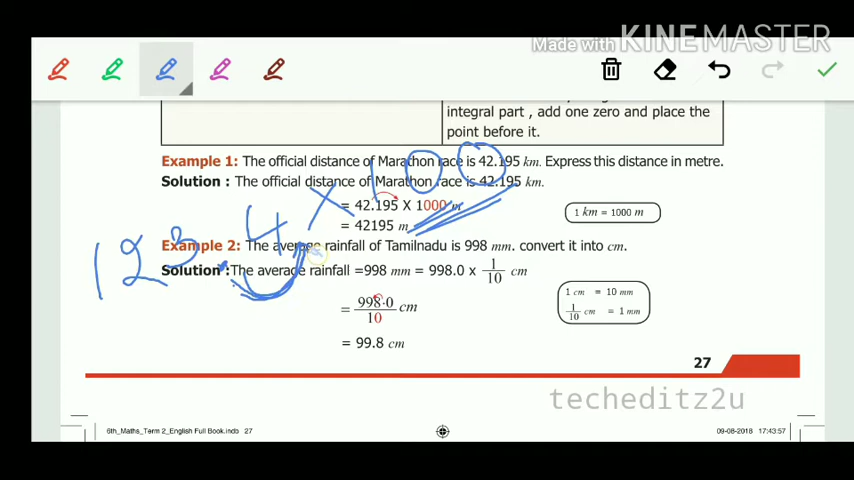 Made with KINEMASTER
integral part , add one zero and place the
point before it.
Example 1: The official distance of Marathon race is 42.195 km. Express this distance in metre.
Solution : The official distance of Marathon race is 42.195 km.
= 42.195 X 1000 m
1 km = 1000 m
= 42195 m
123.4 x 100
Example 2: The average rainfall of Tamilnadu is 998 mm. convert it into cm.
Solution :The average rainfall =998 mm = 998.0 x 1/10 cm
1 cm = 10 mm
1/10 cm = 1 mm
= 998·0/10 cm
= 99.8 cm
27
techeditz2u
6th_Maths_Term 2_English Full Book.indb 27
09-08-2018 17:43:57